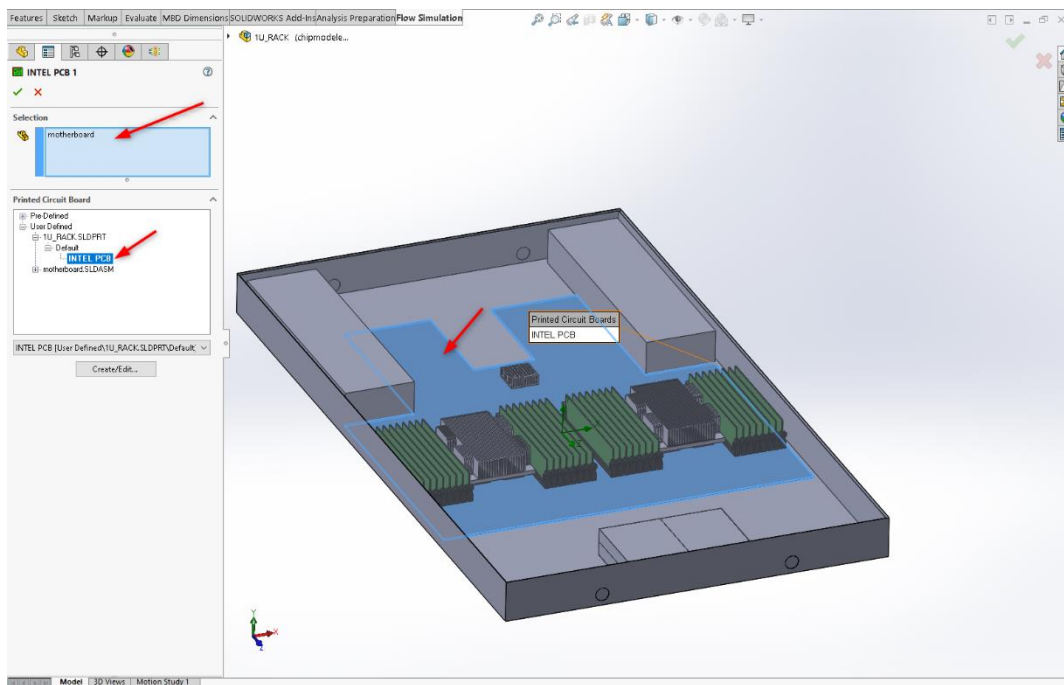 Features Sketch Markup Evaluate MBD Dimensions SOLIDWORKS Add-Ins Analysis Preparation Flow Simulation
1U_RACK (chipmodele...
INTEL PCB 1
Selection
motherboard
Printed Circuit Board
Pre-Defined
User Defined
1U_RACK.SLDPRT
Default
INTEL PCB
motherboard.SLDASM
INTEL PCB [User Defined\1U_RACK.SLDPRT\Default\
Create/Edit...
Printed Circuit Boards
INTEL PCB
Y
X
Z
Model 3D Views Motion Study 1